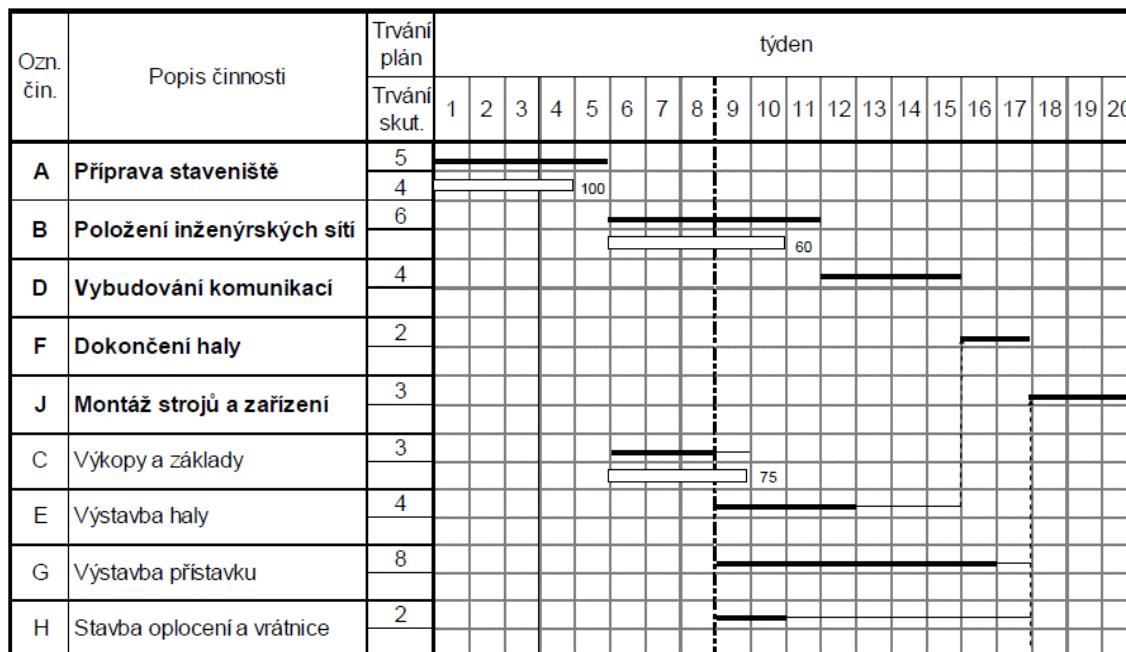 Ozn. čin. Popis činnosti Trvání plán týden
Trvání skut. 1 2 3 4 5 6 7 8 9 10 11 12 13 14 15 16 17 18 19 20
A Příprava staveniště 5
4 100
B Položení inženýrských sítí 6
60
D Vybudování komunikací 4
F Dokončení haly 2
J Montáž strojů a zařízení 3
C Výkopy a základy 3
75
E Výstavba haly 4
G Výstavba přístavku 8
H Stavba oplocení a vrátnice 2